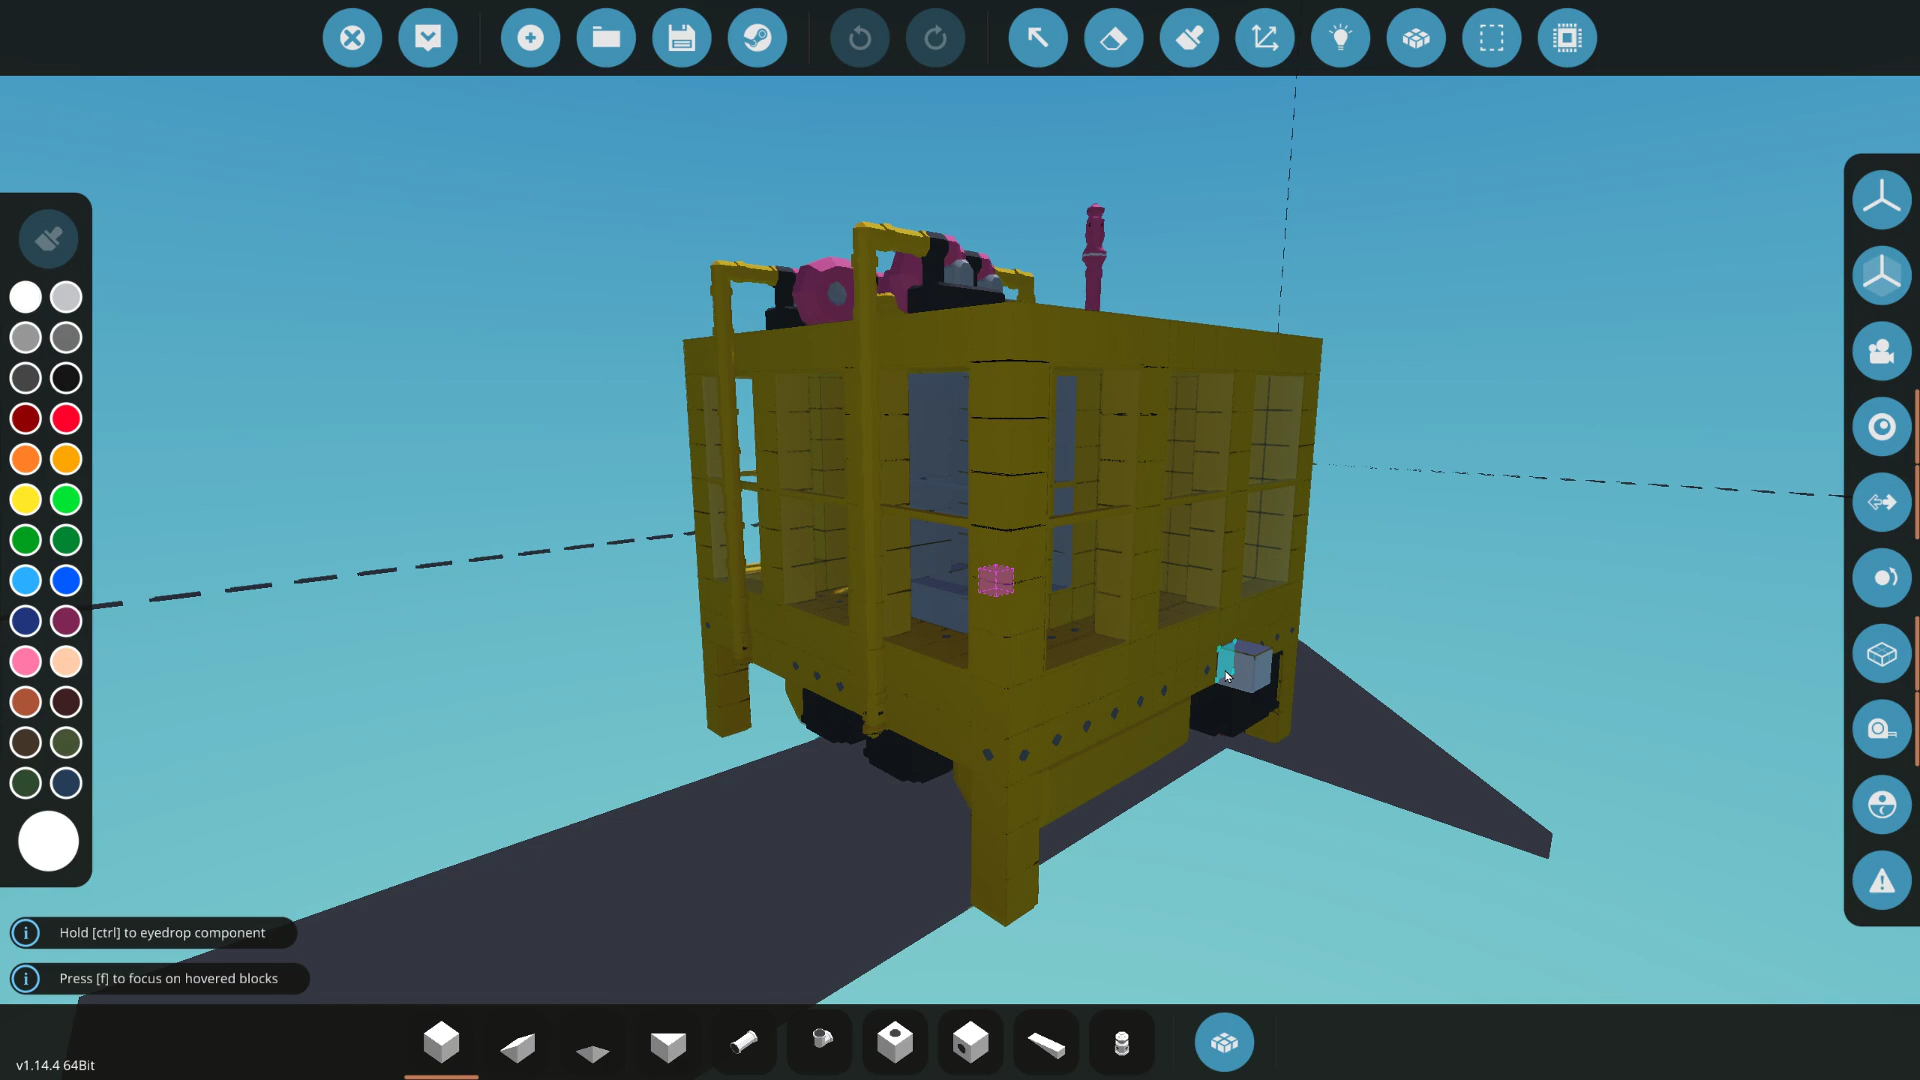 Hold [ctrl] to eyedrop component
Press [f] to focus on hovered blocks
v1.14.4 64Bit